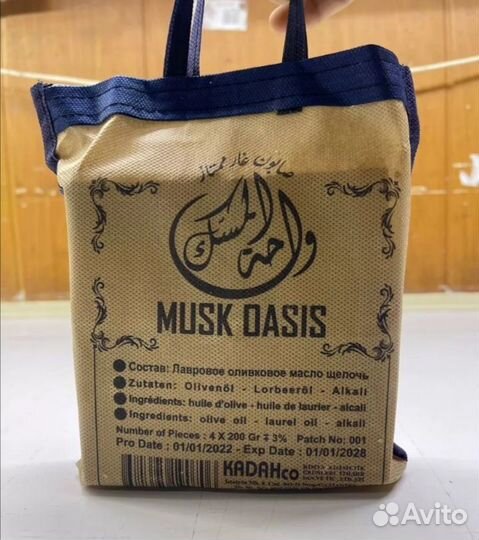 صابون غار ممتاز
واحة المسك
MUSK OASIS
Состав: Лавровое оливковое масло щелочь
Zutaten: Olivenöl - Lorbeeröl - Alkali
Ingrédients: huile d'olive - huile de laurier - alcali
Ingredients: olive oil - laurel oil - alkali
Number of Pieces : 4 X 200 Gr ∓ 3% Patch No: 001
Pro Date : 01/01/2022 - Exp Date : 01/01/2028
KADAHco
Avito